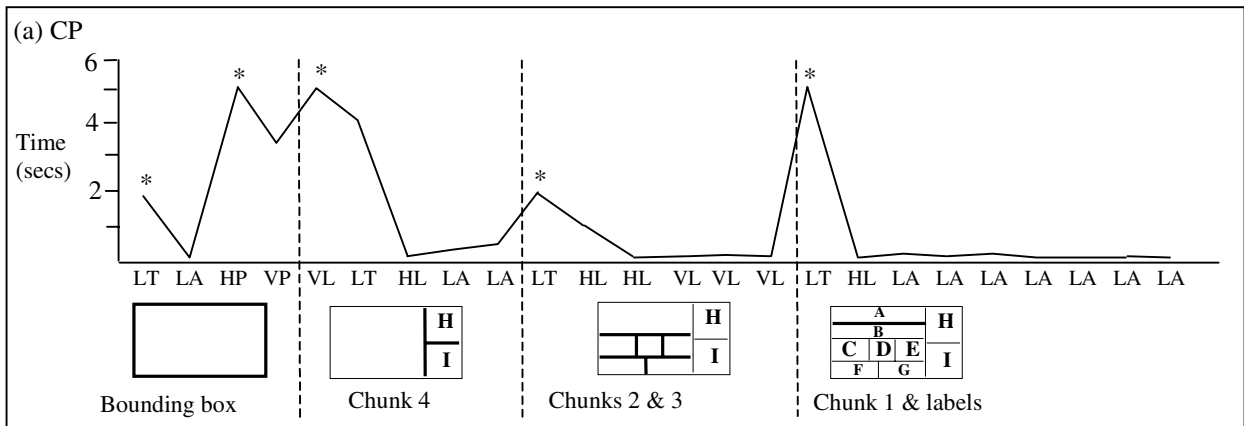 (a) CP
6
4
2
Time
(secs)
* * * * *
LT LA HP VP VL LT HL LA LA LT HL HL VL VL VL LT HL LA LA LA LA LA LA LA
H
I
H
I
A
B
C D E
F G
H
I
Bounding box
Chunk 4
Chunks 2 & 3
Chunk 1 & labels